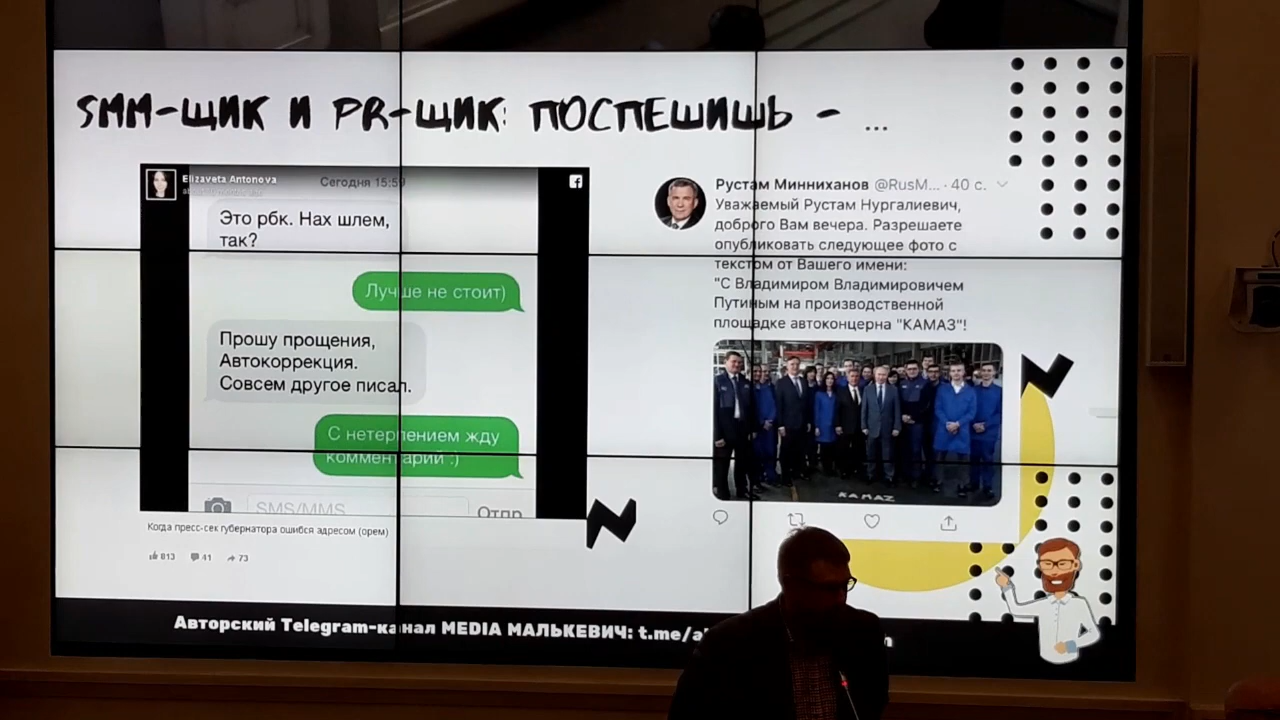 SMM-ЩИК И PR-ЩИК: ПОСПЕШИШЬ - ...
Elizaveta Antonova
Сегодня 15:59
Это рбк. Нах шлем,
так?
Лучше не стоит)
Прошу прощения,
Автокоррекция.
Совсем другое писал.
С нетерпением жду
комментарий :)
SMS/MMS
Отпр
Когда пресс-сек губернатора ошибся адресом (орем)
813 41 73
Рустам Минниханов @RusM... · 40 с.
Уважаемый Рустам Нургалиевич,
доброго Вам вечера. Разрешаете
опубликовать следующее фото с
текстом от Вашего имени:
"С Владимиром Владимировичем
Путиным на производственной
площадке автоконцерна "КАМАЗ"!
KAMAZ
Авторский Telegram-канал MEDIA МАЛЬКЕВИЧ: t.me/a